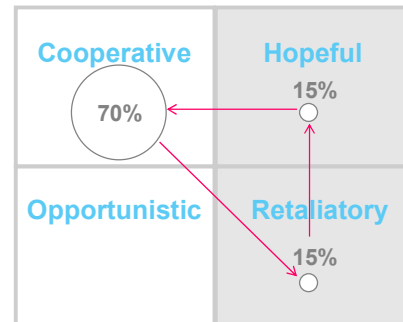 Cooperative
Hopeful
70%
15%
Opportunistic
Retaliatory
15%